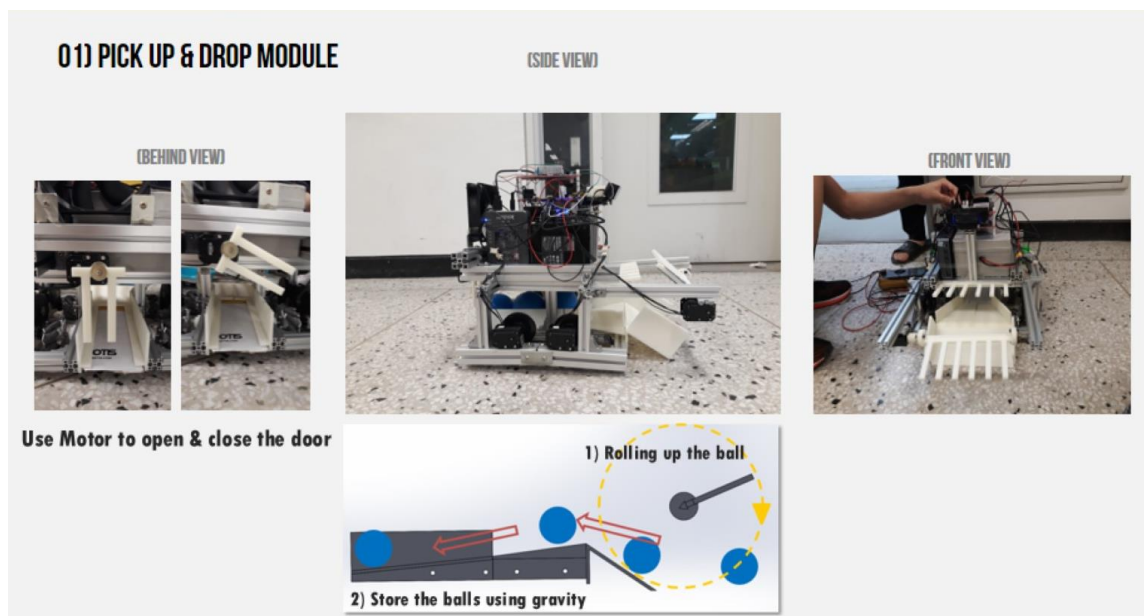 01) PICK UP & DROP MODULE
(SIDE VIEW)
(BEHIND VIEW)
(FRONT VIEW)
OTIS
Use Motor to open & close the door
1) Rolling up the ball
2) Store the balls using gravity